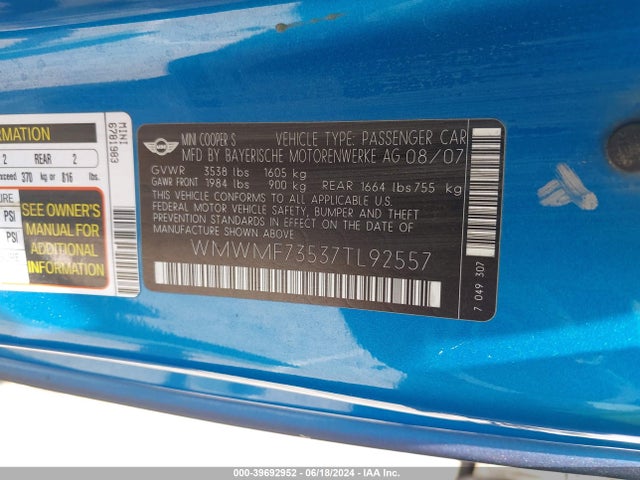 RMATION
2 REAR 2
exceed 370 kg or 816 lbs.
URE
PSI
PSI
SEE OWNER'S
MANUAL FOR
ADDITIONAL
INFORMATION
MINI
6781903
MINI
MINI COOPER S VEHICLE TYPE: PASSENGER CAR
MFD BY BAYERISCHE MOTORENWERKE AG 08/07
GVWR 3538 lbs 1605 kg
GAWR FRONT 1984 lbs 900 kg REAR 1664 lbs 755 kg
THIS VEHICLE CONFORMS TO ALL APPLICABLE U.S.
FEDERAL MOTOR VEHICLE SAFETY, BUMPER AND THEFT
PREVENTION STANDARDS IN EFFECT ON THE DATE OF
MANUFACTURE SHOWN ABOVE.
WMWMF73537TL92557
7 049 307
000-39692952 / 06/18/2024 / IAA Inc.